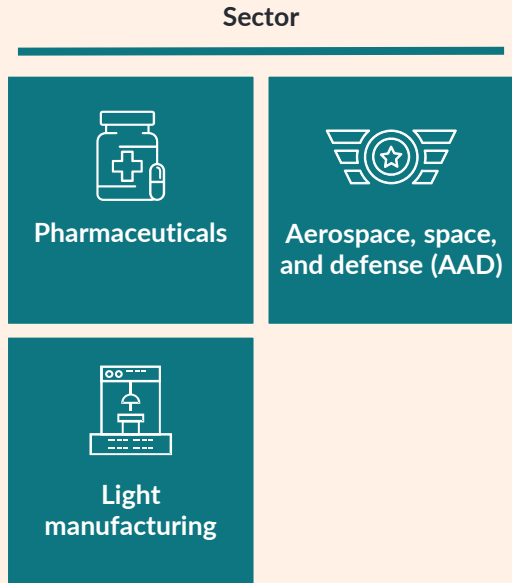 Sector
Pharmaceuticals
Aerospace, space,
and defense (AAD)
Light
manufacturing